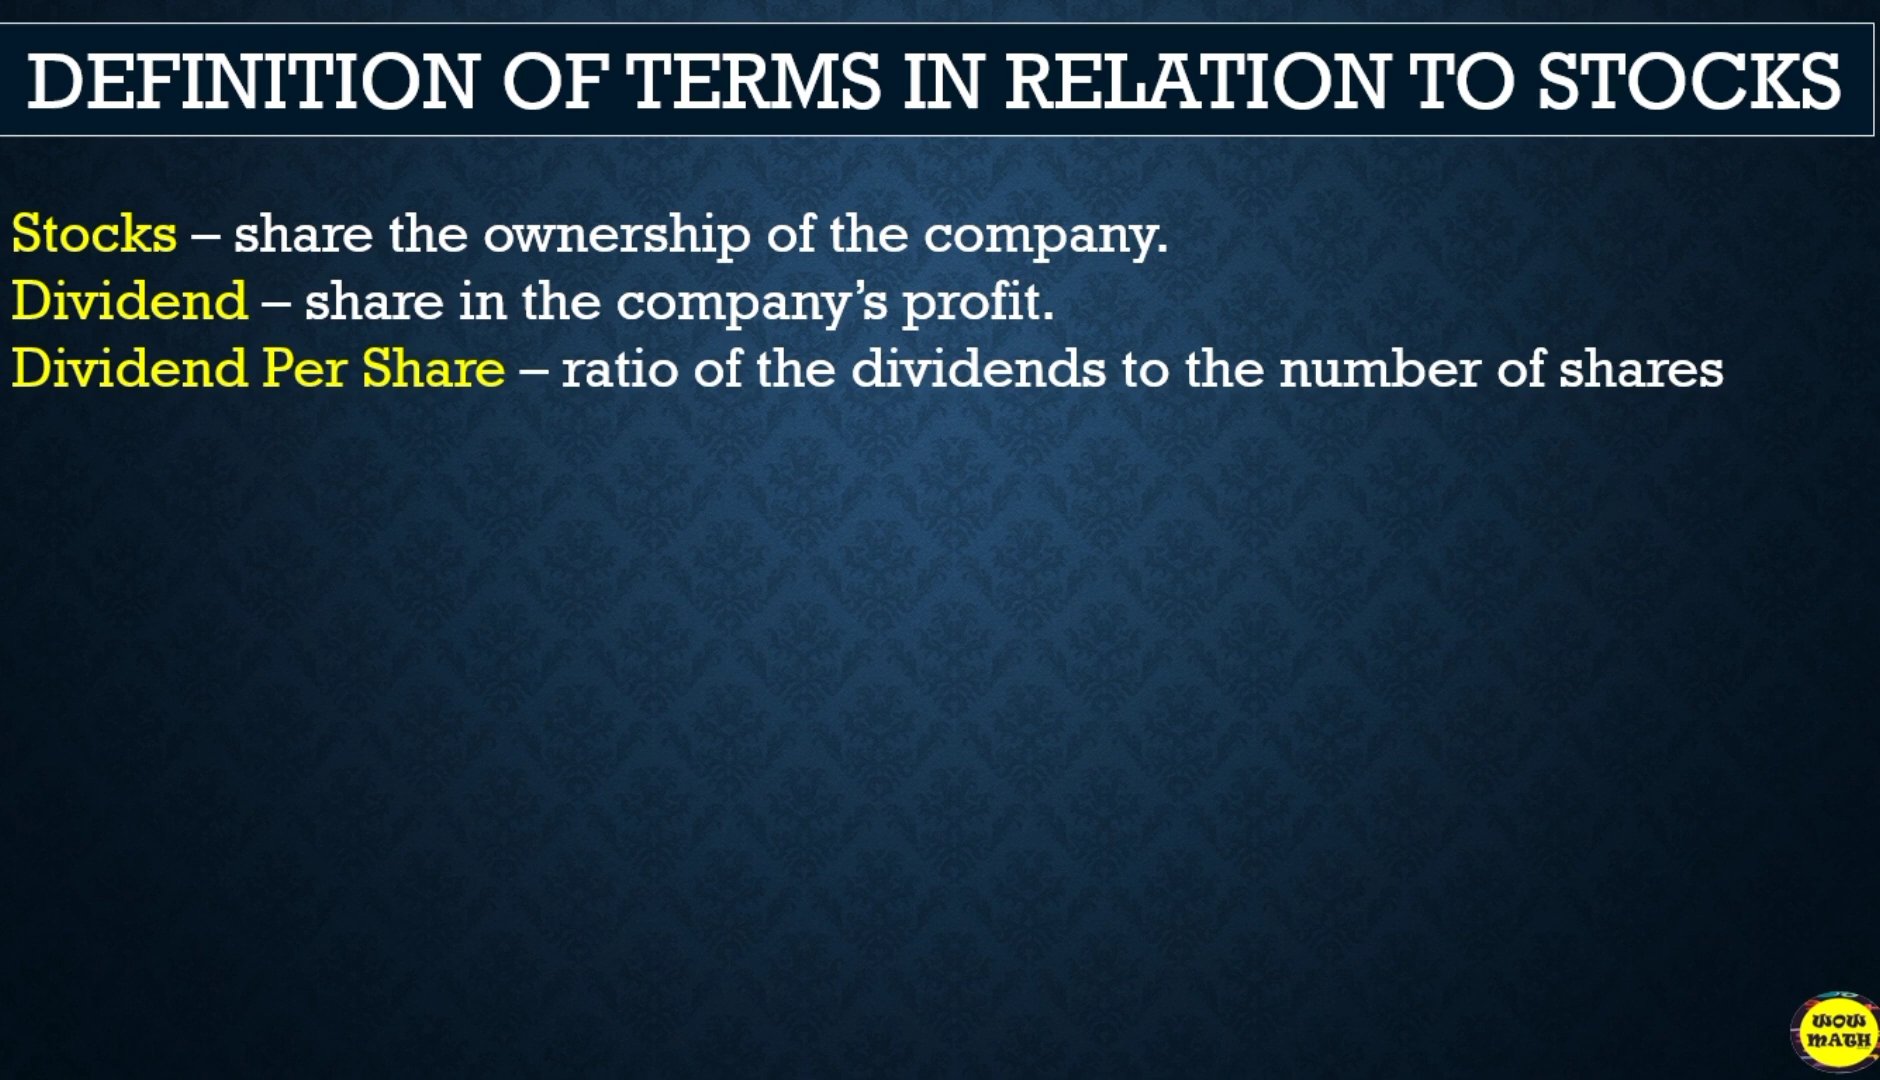 DEFINITION OF TERMS IN RELATION TO STOCKS
Stocks – share the ownership of the company.
Dividend – share in the company’s profit.
Dividend Per Share – ratio of the dividends to the number of shares
WOW
MATH